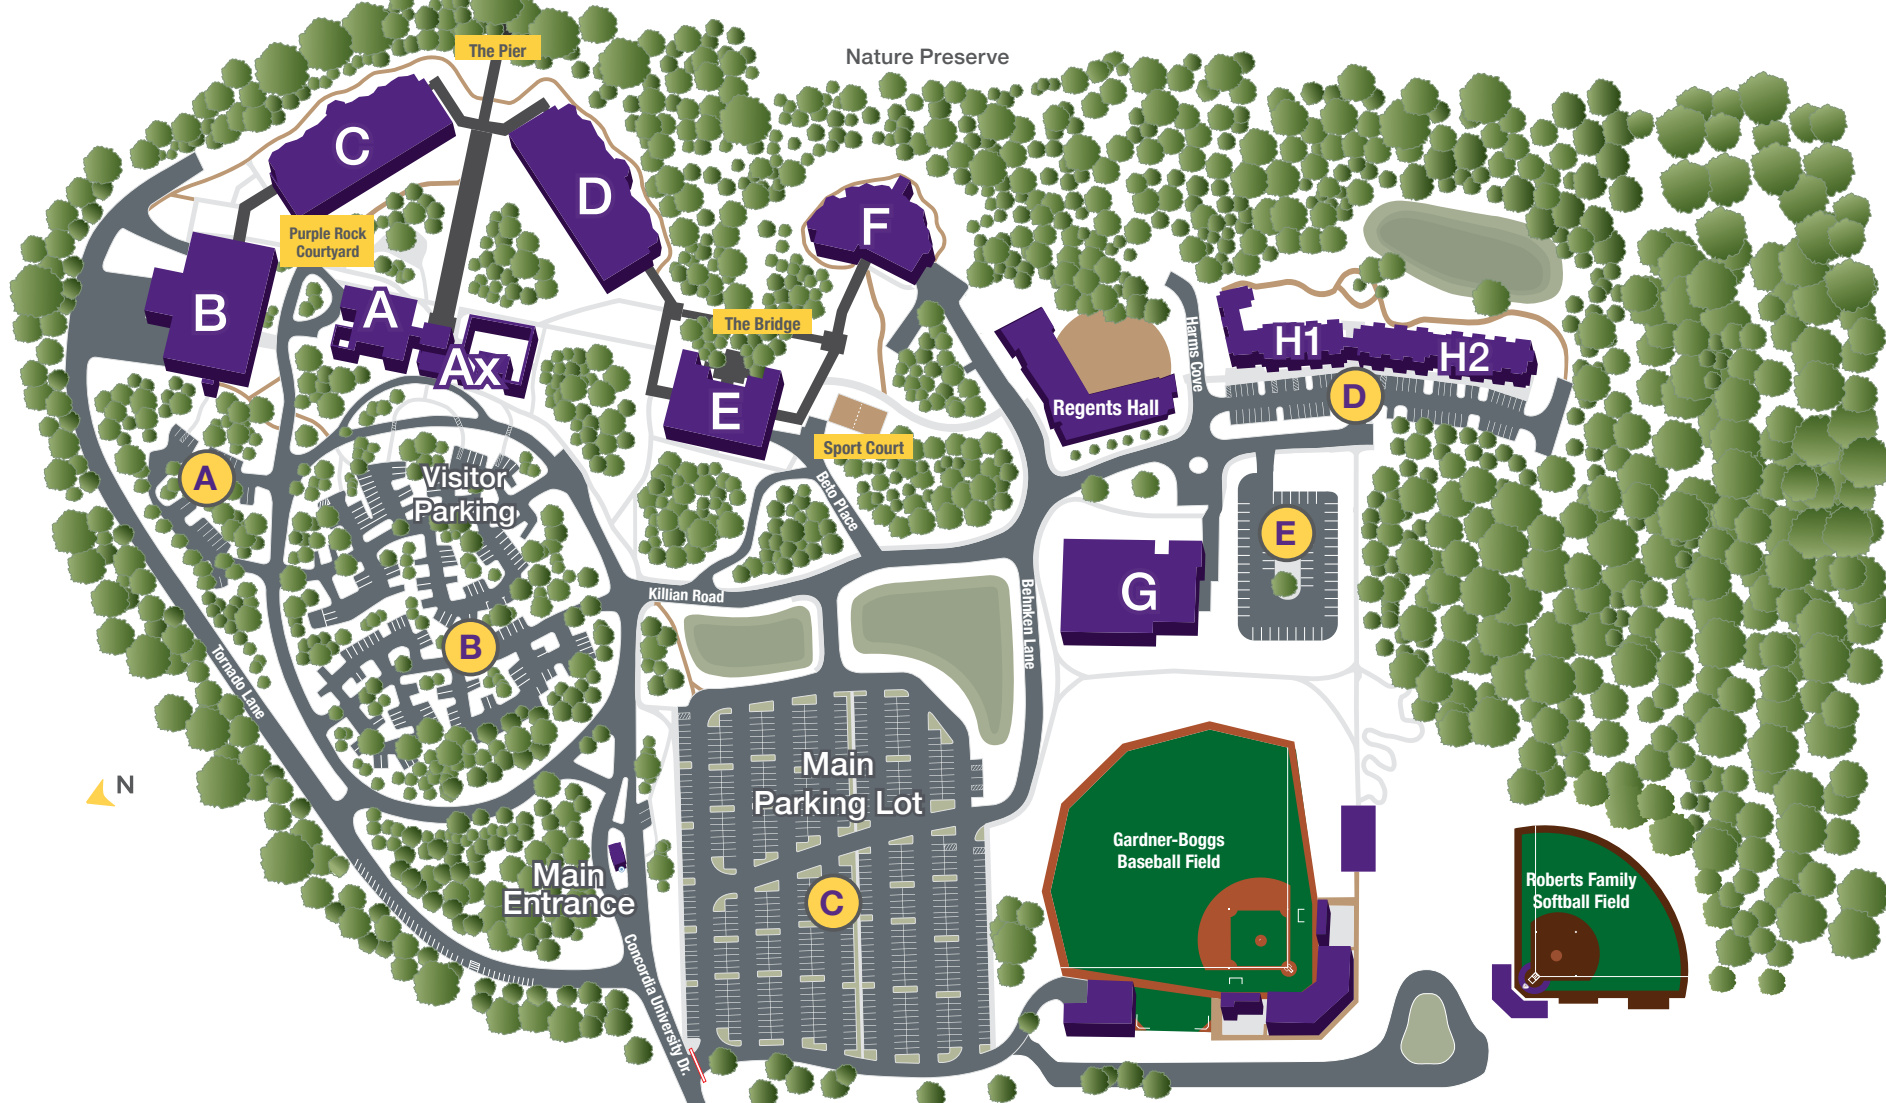 The Pier
Nature Preserve
C
D
Purple Rock
Courtyard
F
B
A
Ax
The Bridge
E
Harms Cove
H1
H2
D
Regents Hall
Sport Court
A
Visitor
Parking
Beto Place
E
G
Killian Road
Behnken Lane
B
Tornado Lane
N
Main
Parking Lot
Gardner-Boggs
Baseball Field
Main
Entrance
C
Roberts Family
Softball Field
Concordia University Dr.